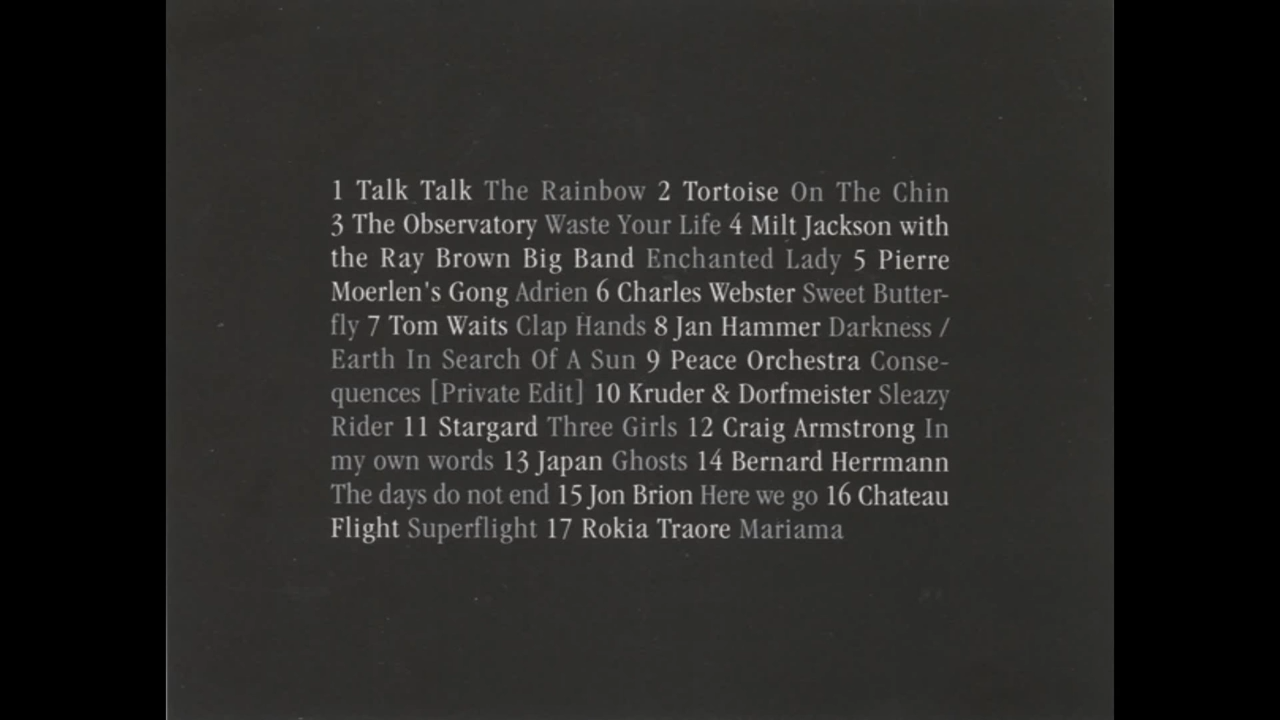 1 Talk Talk The Rainbow 2 Tortoise On The Chin
3 The Observatory Waste Your Life 4 Milt Jackson with
the Ray Brown Big Band Enchanted Lady 5 Pierre
Moerlen's Gong Adrien 6 Charles Webster Sweet Butter-
fly 7 Tom Waits Clap Hands 8 Jan Hammer Darkness /
Earth In Search Of A Sun 9 Peace Orchestra Conse-
quences [Private Edit] 10 Kruder & Dorfmeister Sleazy
Rider 11 Stargard Three Girls 12 Craig Armstrong In
my own words 13 Japan Ghosts 14 Bernard Herrmann
The days do not end 15 Jon Brion Here we go 16 Chateau
Flight Superflight 17 Rokia Traore Mariama